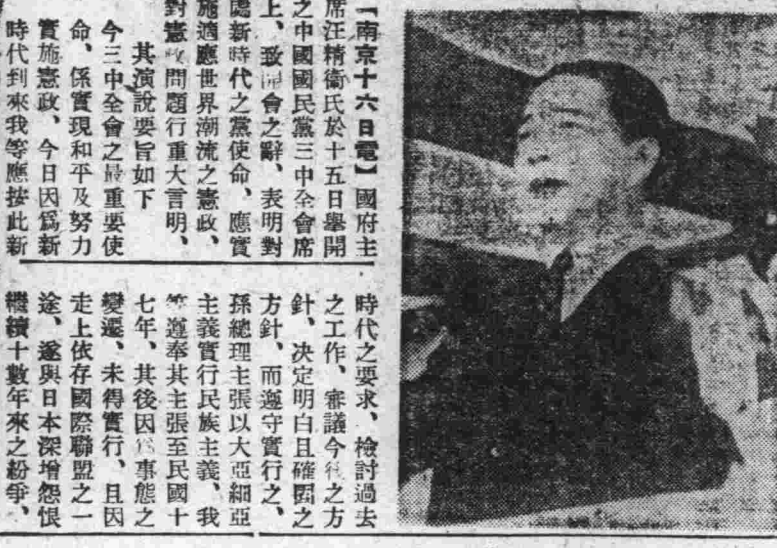 【南京十六日電】國府主
席汪精衞氏於十五日舉開
之中國國民黨三中全會席
上、致開會之辭、表明對
處新時代之黨使命、應實
施適應世界潮流之憲政、
對憲政問題行重大言明、
其演說要旨如下
今三中全會之最重要使
命、係實現和平及努力
實施憲政、今日因爲新
時代到來我等應按此新
時代之要求、檢討過去
之工作、審議今後之方
針、决定明白且確固之
方針、而遵守實行之、
孫總理主張以大亞細亞
主義實行民族主義、我
等遵奉其主張至民國十
七年、其後因爲事態之
變遷、未得實行、且因
走上依存國際聯盟之一
途、遂與日本深增怨恨
繼續十數年來之紛爭、